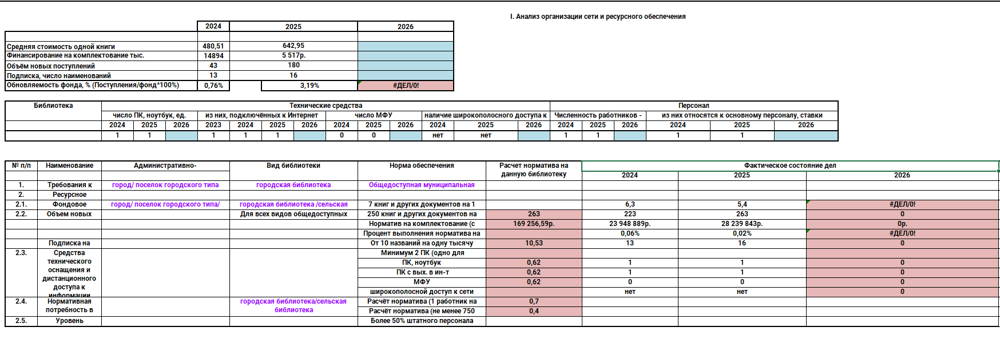 I. Анализ организации сети и ресурсного обеспечения
2024 2025 2026
Средняя стоимость одной книги 480,51 642,95
Финансирование на комплектование тыс. 14894 5 517р.
Объём новых поступлений 43 180
Подписка, число наименований 13 16
Обновляемость фонда, % (Поступления/фонд*100%) 0,76% 3,19% #ДЕЛ/0!
Библиотека Технические средства Персонал
число ПК, ноутбук, ед. из них, подключённых к Интернет число МФУ наличие широкополосного доступа к Численность работников - из них относятся к основному персоналу, ставки
2024 2025 2026 2023 2024 2025 2026 2024 2025 2026 2024 2025 2026 2024 2025 2026 2024 2025 2026
1 1 1 1 1 0 0 нет нет 1 1 1 1
№ п/п Наименование Административно- Вид библиотеки Норма обеспечения Расчет норматива на Фактическое состояние дел
данную библиотеку 2024 2025 2026
1. Требования к город/ поселок городского типа городская библиотека Общедоступная муниципальная
2. Ресурсное
2.1. Фондовое город/ поселок городского типа/ городская библиотека /сельская 7 книг и других документов на 1 6,3 5,4 #ДЕЛ/0!
2.2. Объем новых Для всех видов общедоступных 250 книг и других документов на 263 223 263 0
Норматив на комплектование (с 169 256,59р. 23 948 889р. 28 239 843р. 0р.
Процент выполнения норматива на 0,06% 0,02% #ДЕЛ/0!
Подписка на От 10 названий на одну тысячу 10,53 13 16 0
2.3. Средства Минимум 2 ПК (одно для
технического ПК, ноутбук 0,62 1 1 0
оснащения и ПК с вых. в ин-т 0,62 1 1 0
дистанционного МФУ 0,62 0 0 0
доступа к широкополосной доступ к сети нет нет 0
информации
2.4. Нормативная городская библиотека/сельская Расчёт норматива (1 работник на 0,7
потребность в библиотека Расчёт норматива (не менее 750 0,4
2.5. Уровень Более 50% штатного персонала